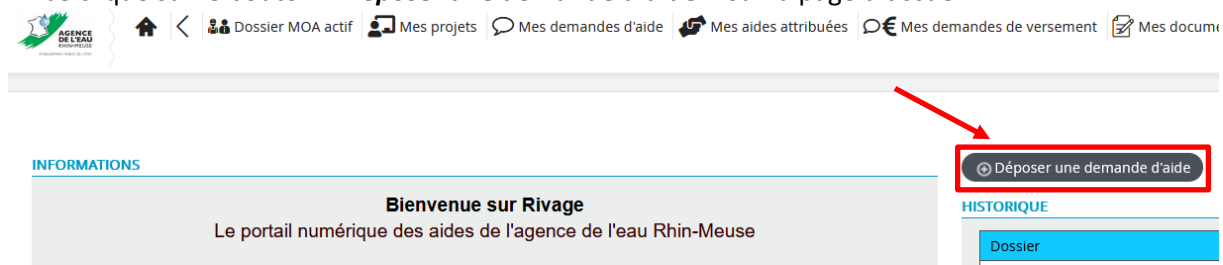 AGENCE
DE L'EAU
RHIN-MEUSE
Dossier MOA actif
Mes projets
Mes demandes d'aide
Mes aides attribuées
Mes demandes de versement
Mes docume
INFORMATIONS
Déposer une demande d'aide
Bienvenue sur Rivage
Le portail numérique des aides de l'agence de l'eau Rhin-Meuse
HISTORIQUE
Dossier